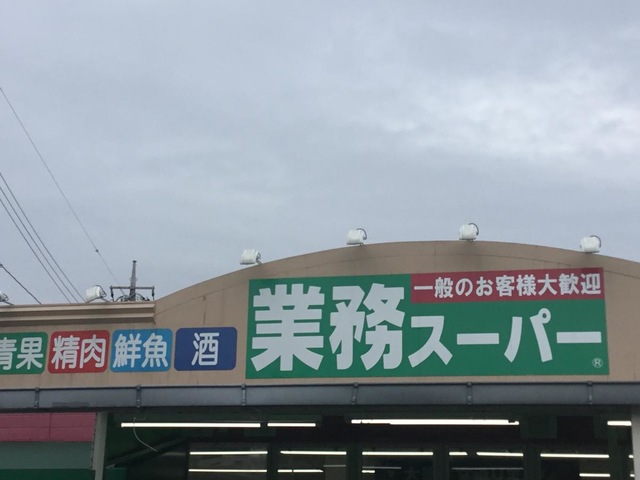 青果 精肉 鮮魚 酒
一般のお客様大歓迎
業務スーパー®